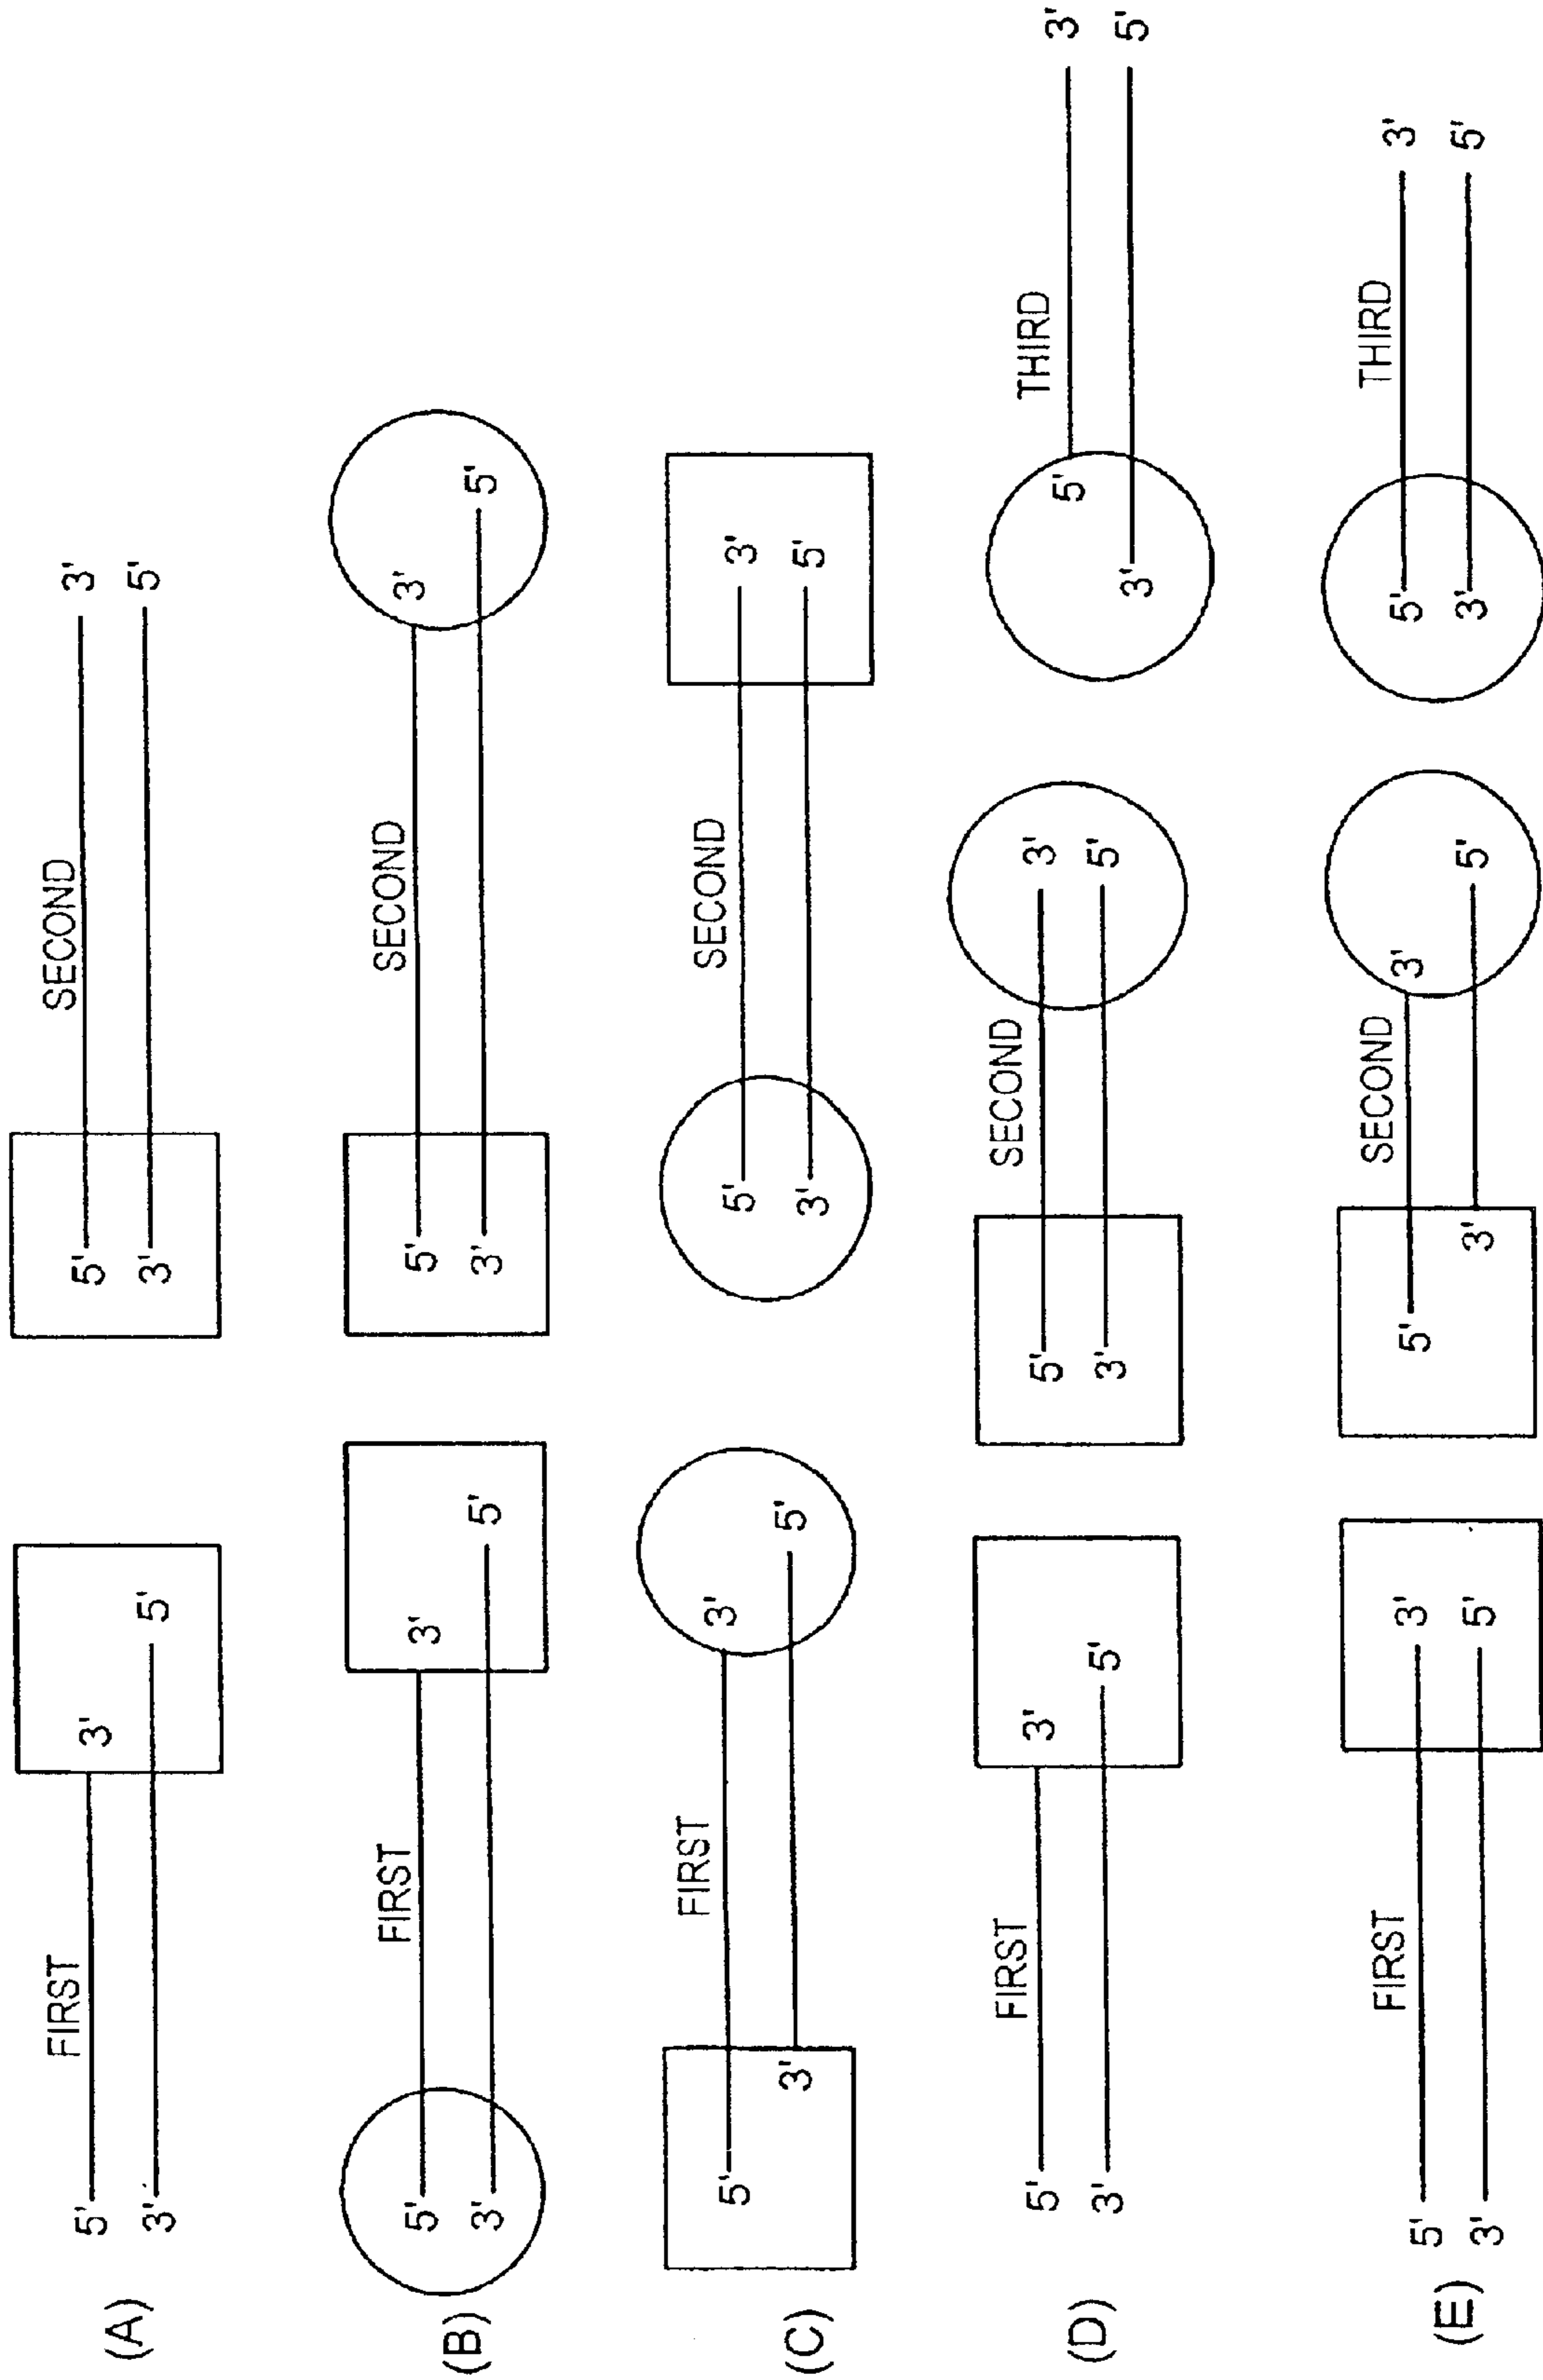 (A)
FIRST SECOND
5' 3' 5' 3'
3' 5' 3' 5'
(B)
FIRST SECOND
5' 3' 5' 3'
3' 5' 3' 5'
(C)
FIRST SECOND
5' 3' 5' 3'
3' 5' 3' 5'
(D)
FIRST SECOND THIRD
5' 3' 5' 3' 5' 3'
3' 5' 3' 5' 3' 5'
(E)
FIRST SECOND THIRD
5' 3' 5' 3' 5' 3'
3' 5' 3' 5' 3' 5'